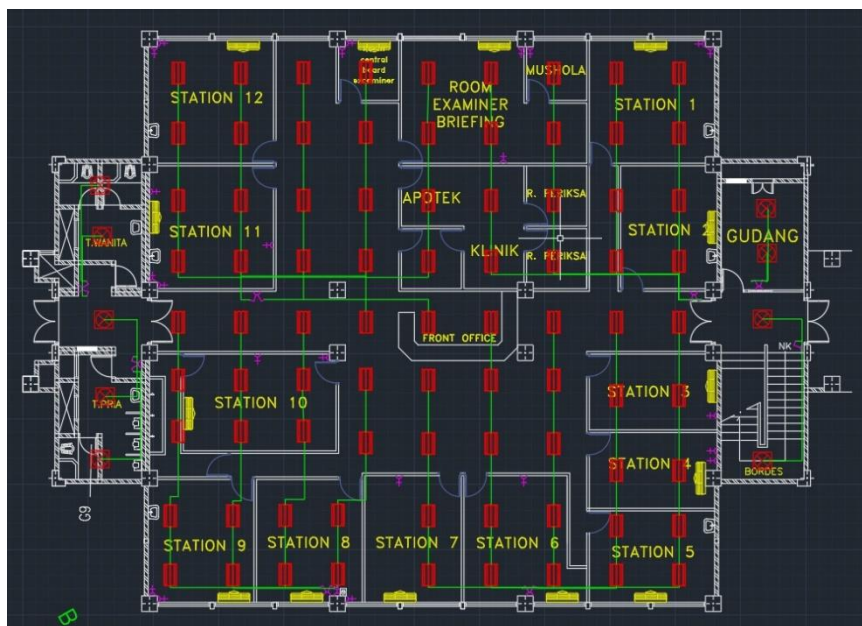 central
board
examiner
MUSHOLA
STATION 12
ROOM
EXAMINER
BRIEFING
STATION 1
APOTEK
R. PERIKSA
STATION 11
T.WANITA
KLINIK
R. PERIKSA
STATION
GUDANG
FRONT OFFICE
NK
STATION 10
T.PRIA
STATION 3
STATION 4
BORDES
G9
STATION 9
STATION 8
STATION 7
STATION 6
STATION 5
B